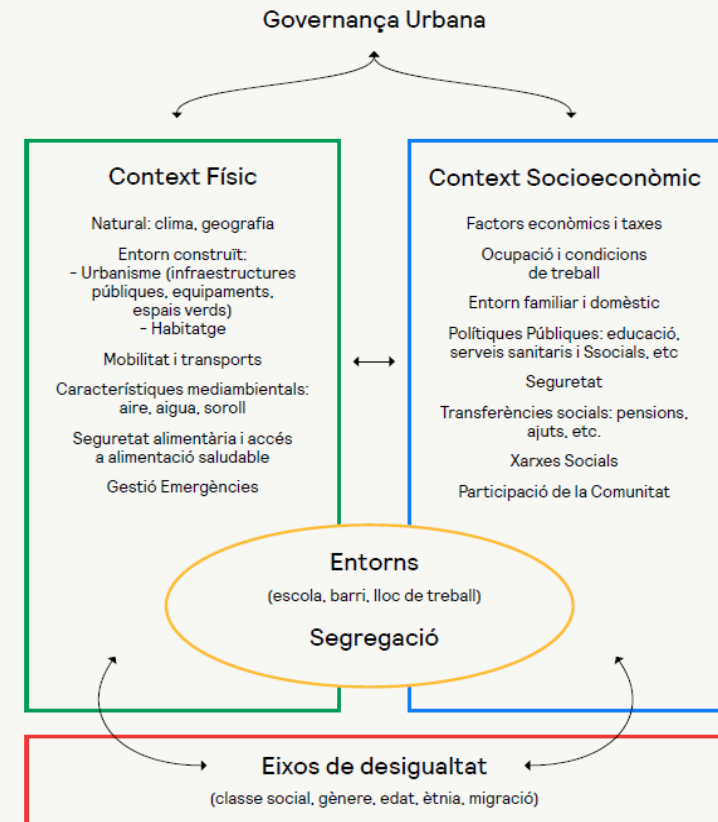 Governança Urbana
Context Físic
Natural: clima, geografia
Entorn construït:
- Urbanisme (infraestructures
públiques, equipaments,
espais verds)
- Habitatge
Mobilitat i transports
Característiques mediambientals:
aire, aigua, soroll
Seguretat alimentària i accés
a alimentació saludable
Gestió Emergències
Context Socioeconòmic
Factors econòmics i taxes
Ocupació i condicions
de treball
Entorn familiar i domèstic
Polítiques Públiques: educació,
serveis sanitaris i Ssocials, etc
Seguretat
Transferències socials: pensions,
ajuts, etc.
Xarxes Socials
Participació de la Comunitat
Entorns
(escola, barri, lloc de treball)
Segregació
Eixos de desigualtat
(classe social, gènere, edat, ètnia, migració)